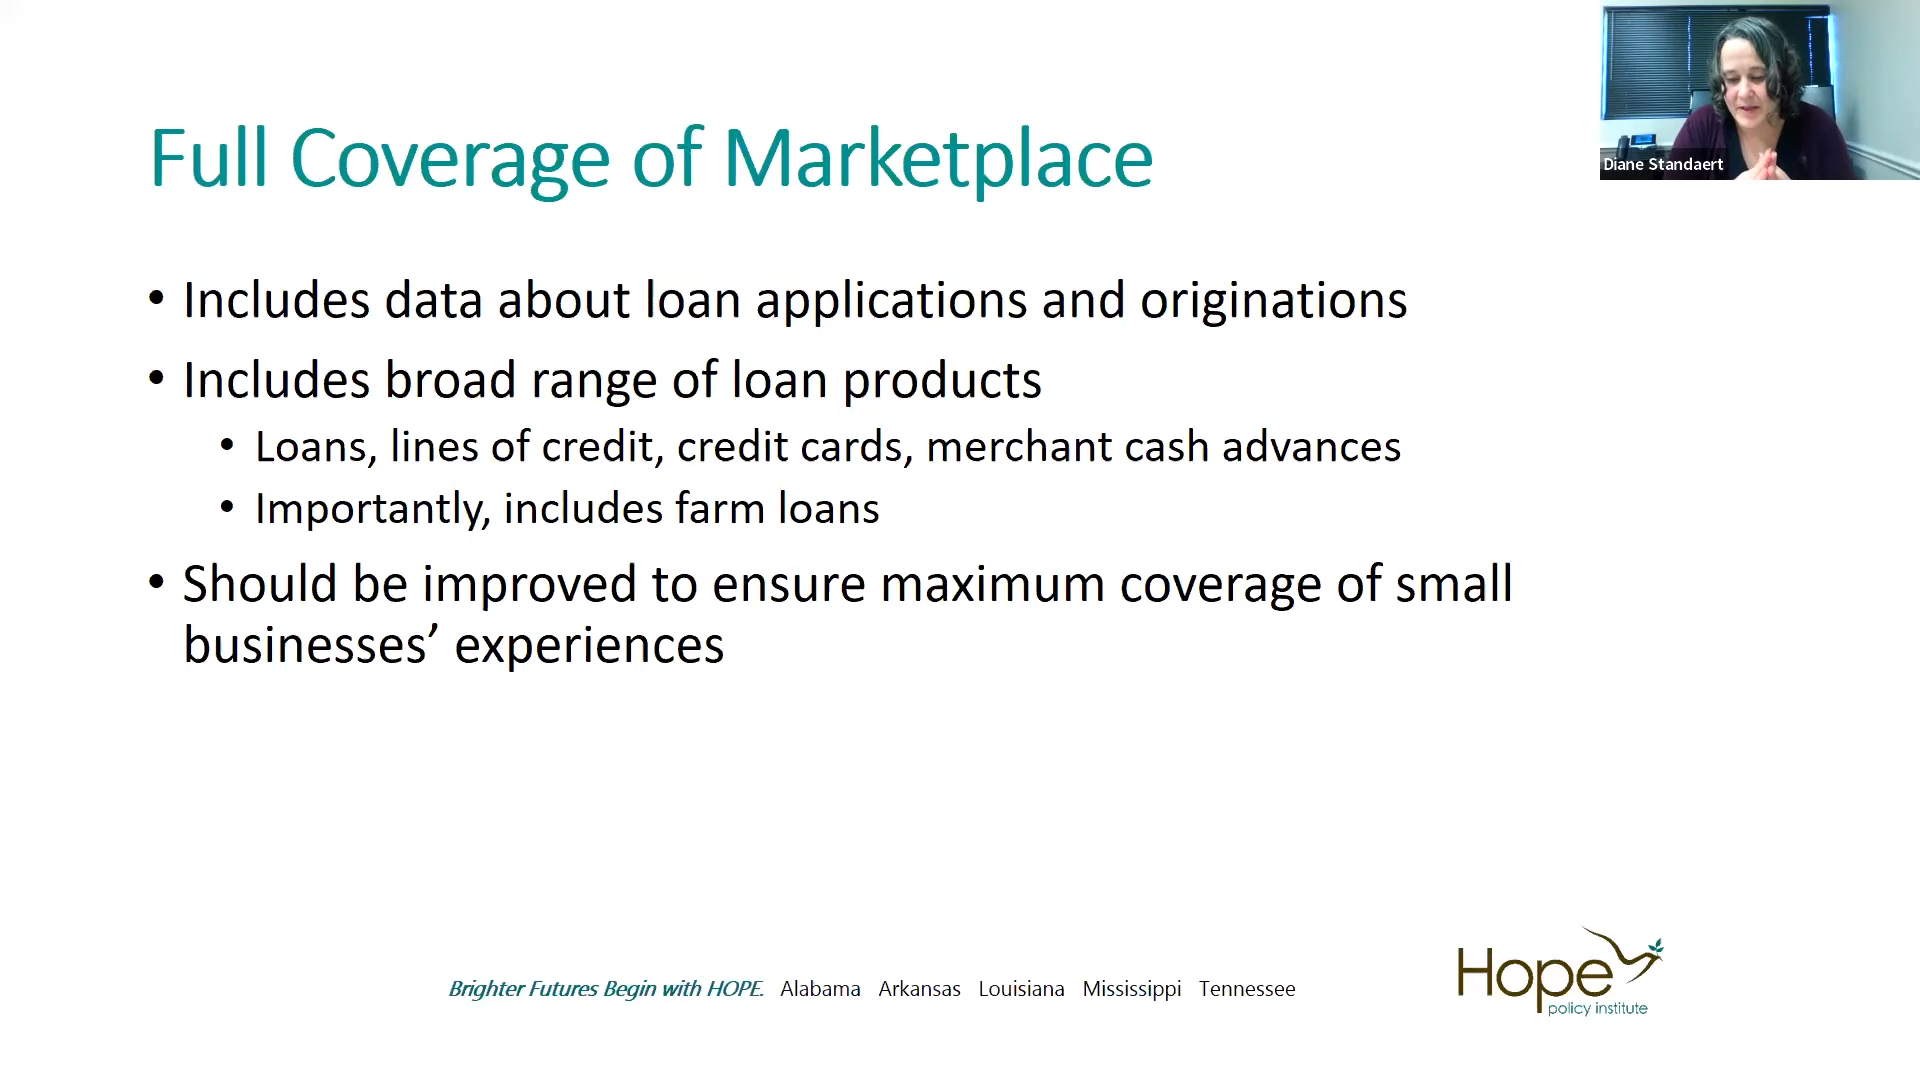 Diane Standaert
Full Coverage of Marketplace
• Includes data about loan applications and originations
• Includes broad range of loan products
• Loans, lines of credit, credit cards, merchant cash advances
• Importantly, includes farm loans
• Should be improved to ensure maximum coverage of small
businesses’ experiences
Brighter Futures Begin with HOPE. Alabama Arkansas Louisiana Mississippi Tennessee
Hope
policy institute